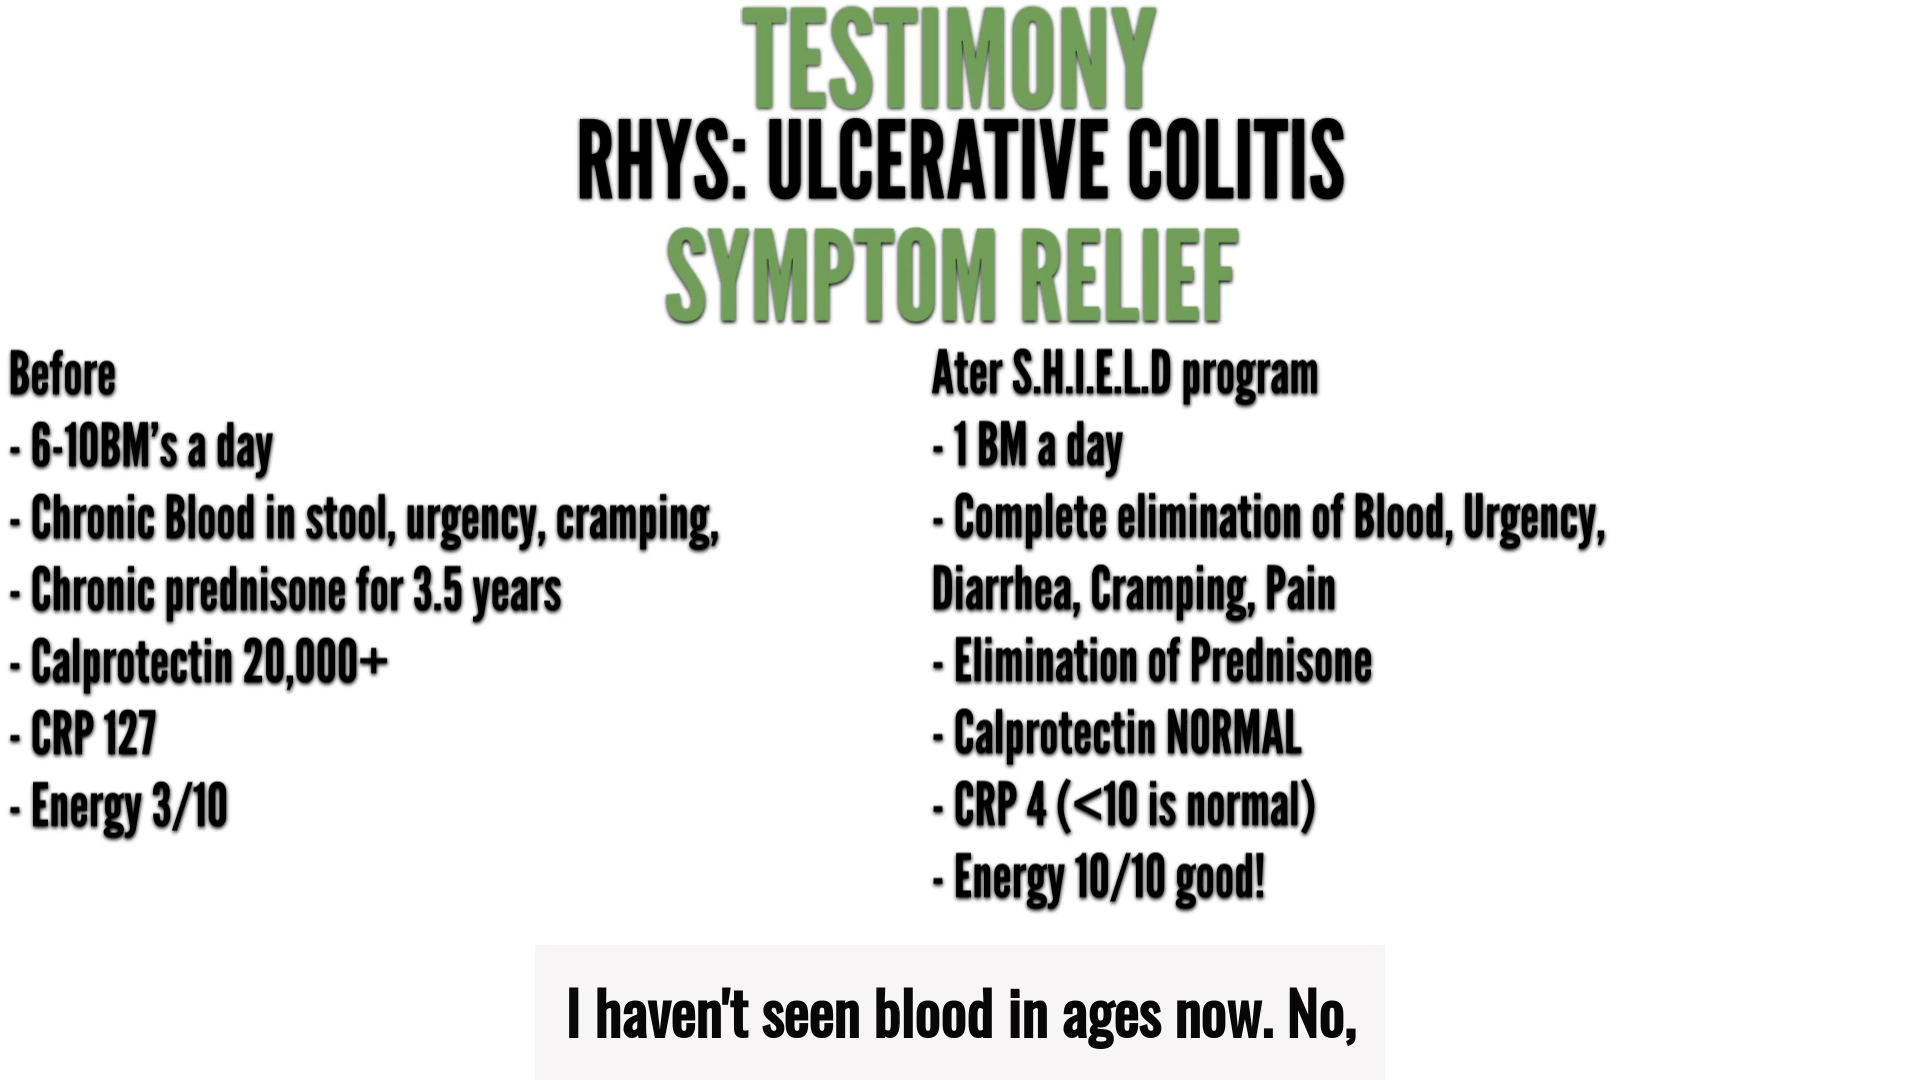 TESTIMONY
RHYS: ULCERATIVE COLITIS
SYMPTOM RELIEF
Before
- 6-10BM's a day
- Chronic Blood in stool, urgency, cramping,
- Chronic prednisone for 3.5 years
- Calprotectin 20,000+
- CRP 127
- Energy 3/10
Ater S.H.I.E.L.D program
- 1 BM a day
- Complete elimination of Blood, Urgency,
Diarrhea, Cramping, Pain
- Elimination of Prednisone
- Calprotectin NORMAL
- CRP 4 (<10 is normal)
- Energy 10/10 good!
I haven't seen blood in ages now. No,